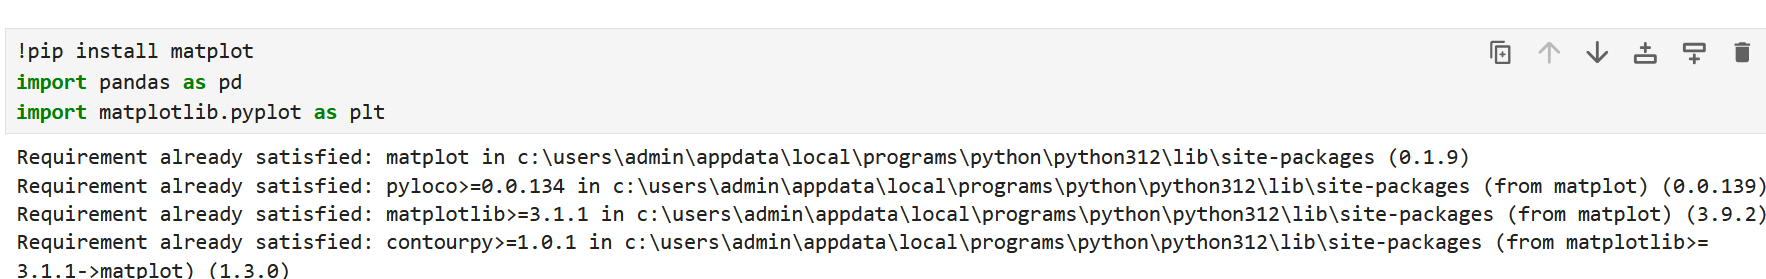 !pip install matplot
import pandas as pd
import matplotlib.pyplot as plt
Requirement already satisfied: matplot in c:\users\admin\appdata\local\programs\python\python312\lib\site-packages (0.1.9)
Requirement already satisfied: pyloco>=0.0.134 in c:\users\admin\appdata\local\programs\python\python312\lib\site-packages (from matplot) (0.0.139)
Requirement already satisfied: matplotlib>=3.1.1 in c:\users\admin\appdata\local\programs\python\python312\lib\site-packages (from matplot) (3.9.2)
Requirement already satisfied: contourpy>=1.0.1 in c:\users\admin\appdata\local\programs\python\python312\lib\site-packages (from matplotlib>=
3.1.1->matplot) (1.3.0)